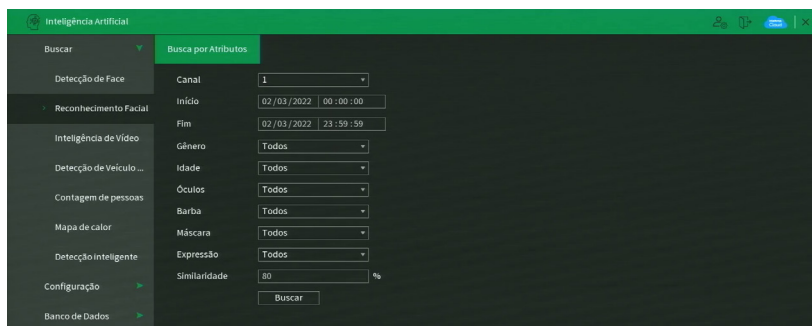 Inteligência Artificial
Cloud
Buscar
Busca por Atributos
Detecção de Face
Reconhecimento Facial
Inteligência de Vídeo
Detecção de Veículo ...
Contagem de pessoas
Mapa de calor
Detecção inteligente
Configuração
Banco de Dados
Canal 1
Início 02/03/2022 00:00:00
Fim 02/03/2022 23:59:59
Gênero Todos
Idade Todos
Óculos Todos
Barba Todos
Máscara Todos
Expressão Todos
Similaridade 80 %
Buscar